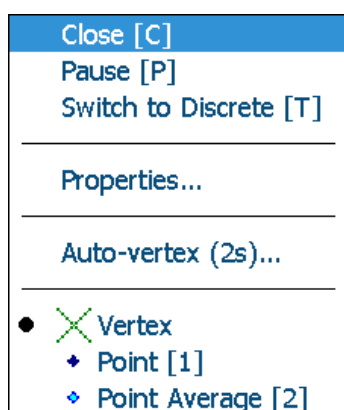 Close [C]
Pause [P]
Switch to Discrete [T]
Properties...
Auto-vertex (2s)...
Vertex
Point [1]
Point Average [2]